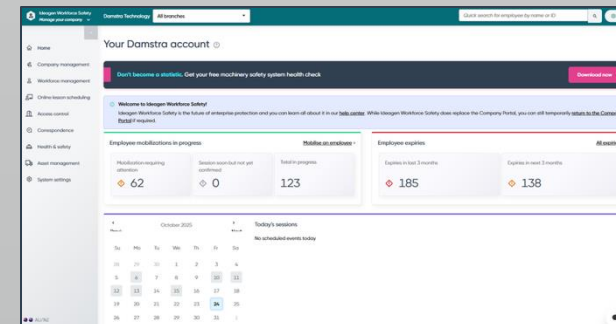 Ideagen Workforce Safety
Manage your company
Damstra Technology
All branches
Quick search for employee by name or ID
Home
Company management
Workforce management
Online lesson scheduling
Access control
Correspondence
Health & safety
Asset management
System settings
Your Damstra account
Don't become a statistic. Get your free machinery safety system health check
Download now
Welcome to Ideagen Workforce Safety!
Ideagen Workforce Safety is the future of enterprise protection and you can learn all about it in our help center. While Ideagen Workforce Safety does replace the Company Portal, you can still temporarily return to the
Portal if required.
Employee mobilizations in progress
Mobilise an employee
Mobilization requiring attention
62
Session soon but not yet confirmed
0
Total in progress
123
Employee expiries
All
Expiries in last 3 months
185
Expiries in next 3 months
138
October 2025
Su Mo Tu We Th Fr Sa
28 29 30 1 2 3 4
5 6 7 8 9 10 11
12 13 14 15 16 17 18
19 20 21 22 23 24 25
26 27 28 29 30 31 1
Today's sessions
No scheduled events today
AU/NZ